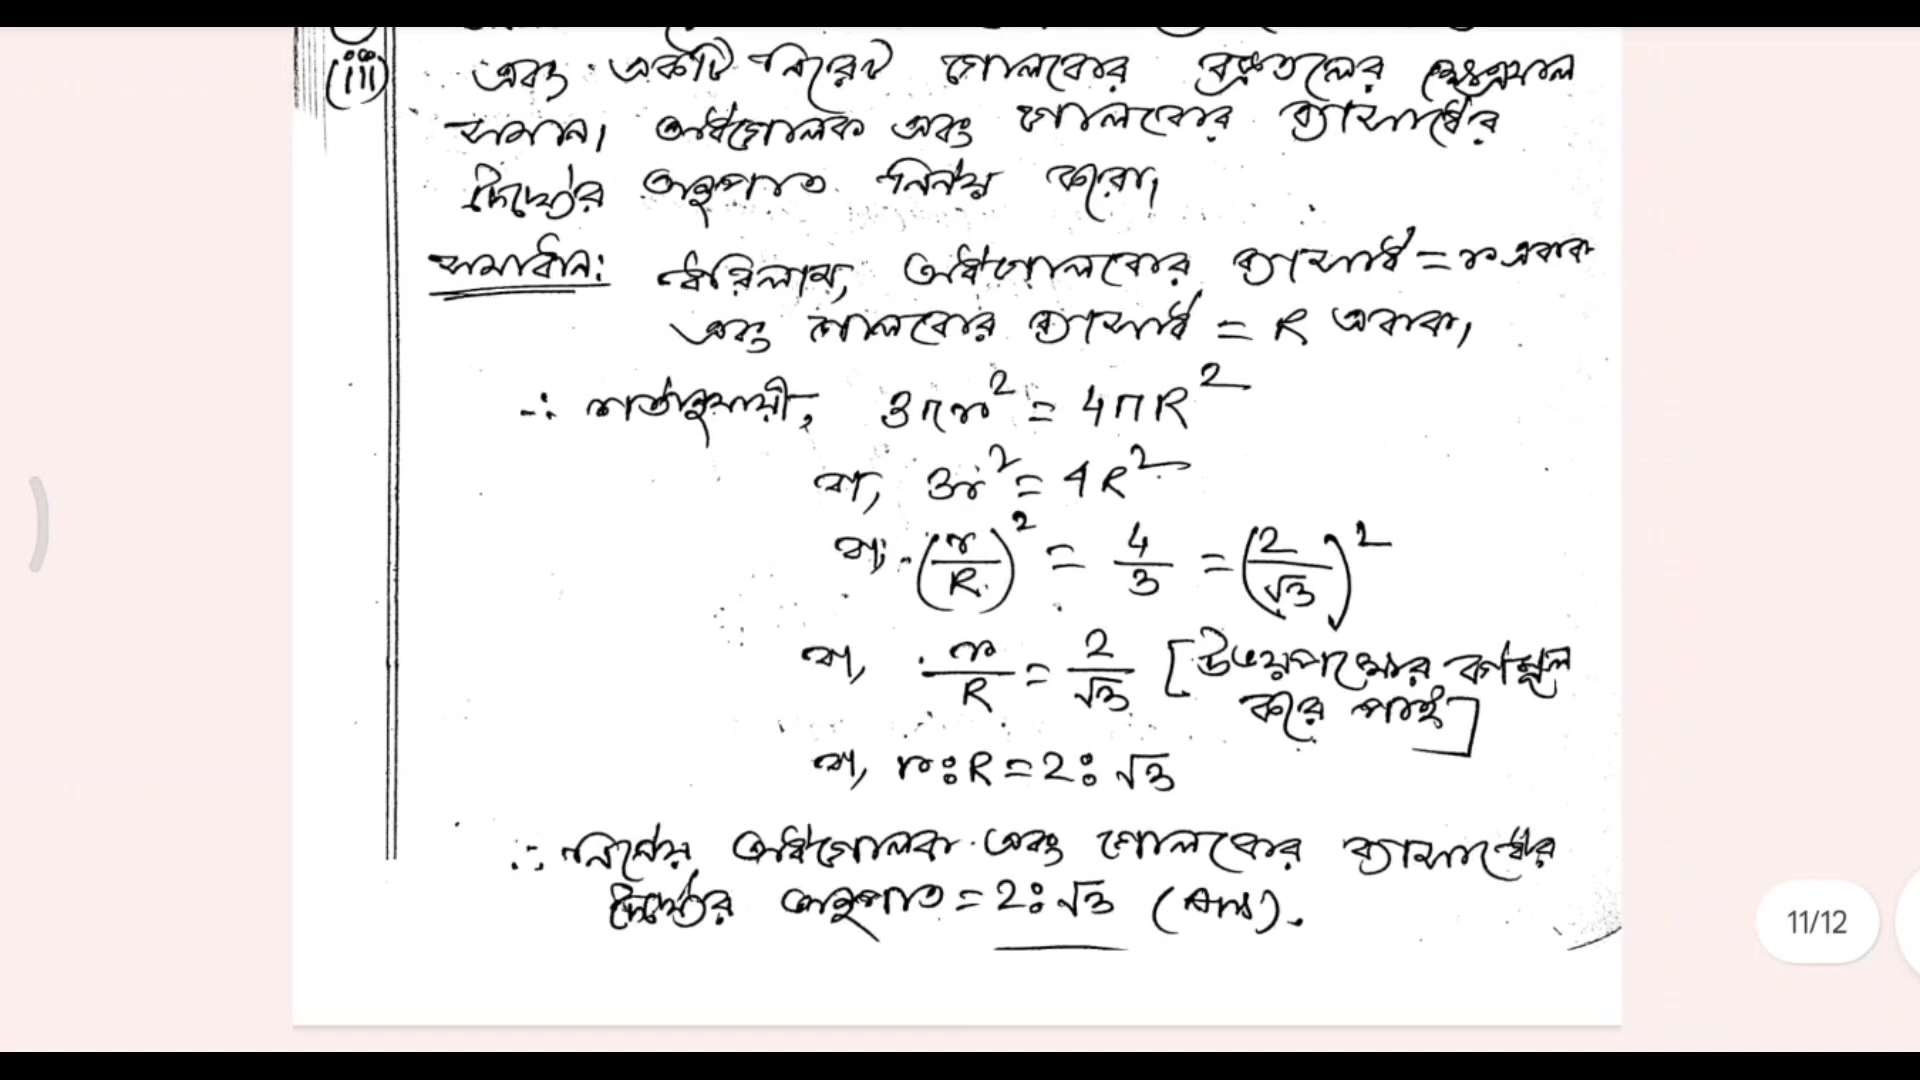 (iii) এবং একটি নিরেট গোলকের বক্রতলের ক্ষেত্রফল
সমান। অর্ধগোলক এবং গোলকের ব্যাসার্ধের
দৈর্ঘ্যের অনুপাত নির্ণয় করো।
সমাধান: ধরিলাম, অর্ধগোলকের ব্যাসার্ধ = r একক
এবং গোলকের ব্যাসার্ধ = R একক,
∴ শর্তানুযায়ী, 3πr² = 4πR²
বা, 3r² = 4R²
বা, (r/R)² = 4/3 = (2/√3)²
বা, r/R = 2/√3 [উভয়পক্ষের বর্গমূল
করে পাই]
বা, r:R = 2:√3
∴ নির্ণেয় অর্ধগোলক এবং গোলকের ব্যাসার্ধের
দৈর্ঘ্যের অনুপাত = 2:√3 (Ans).
11/12